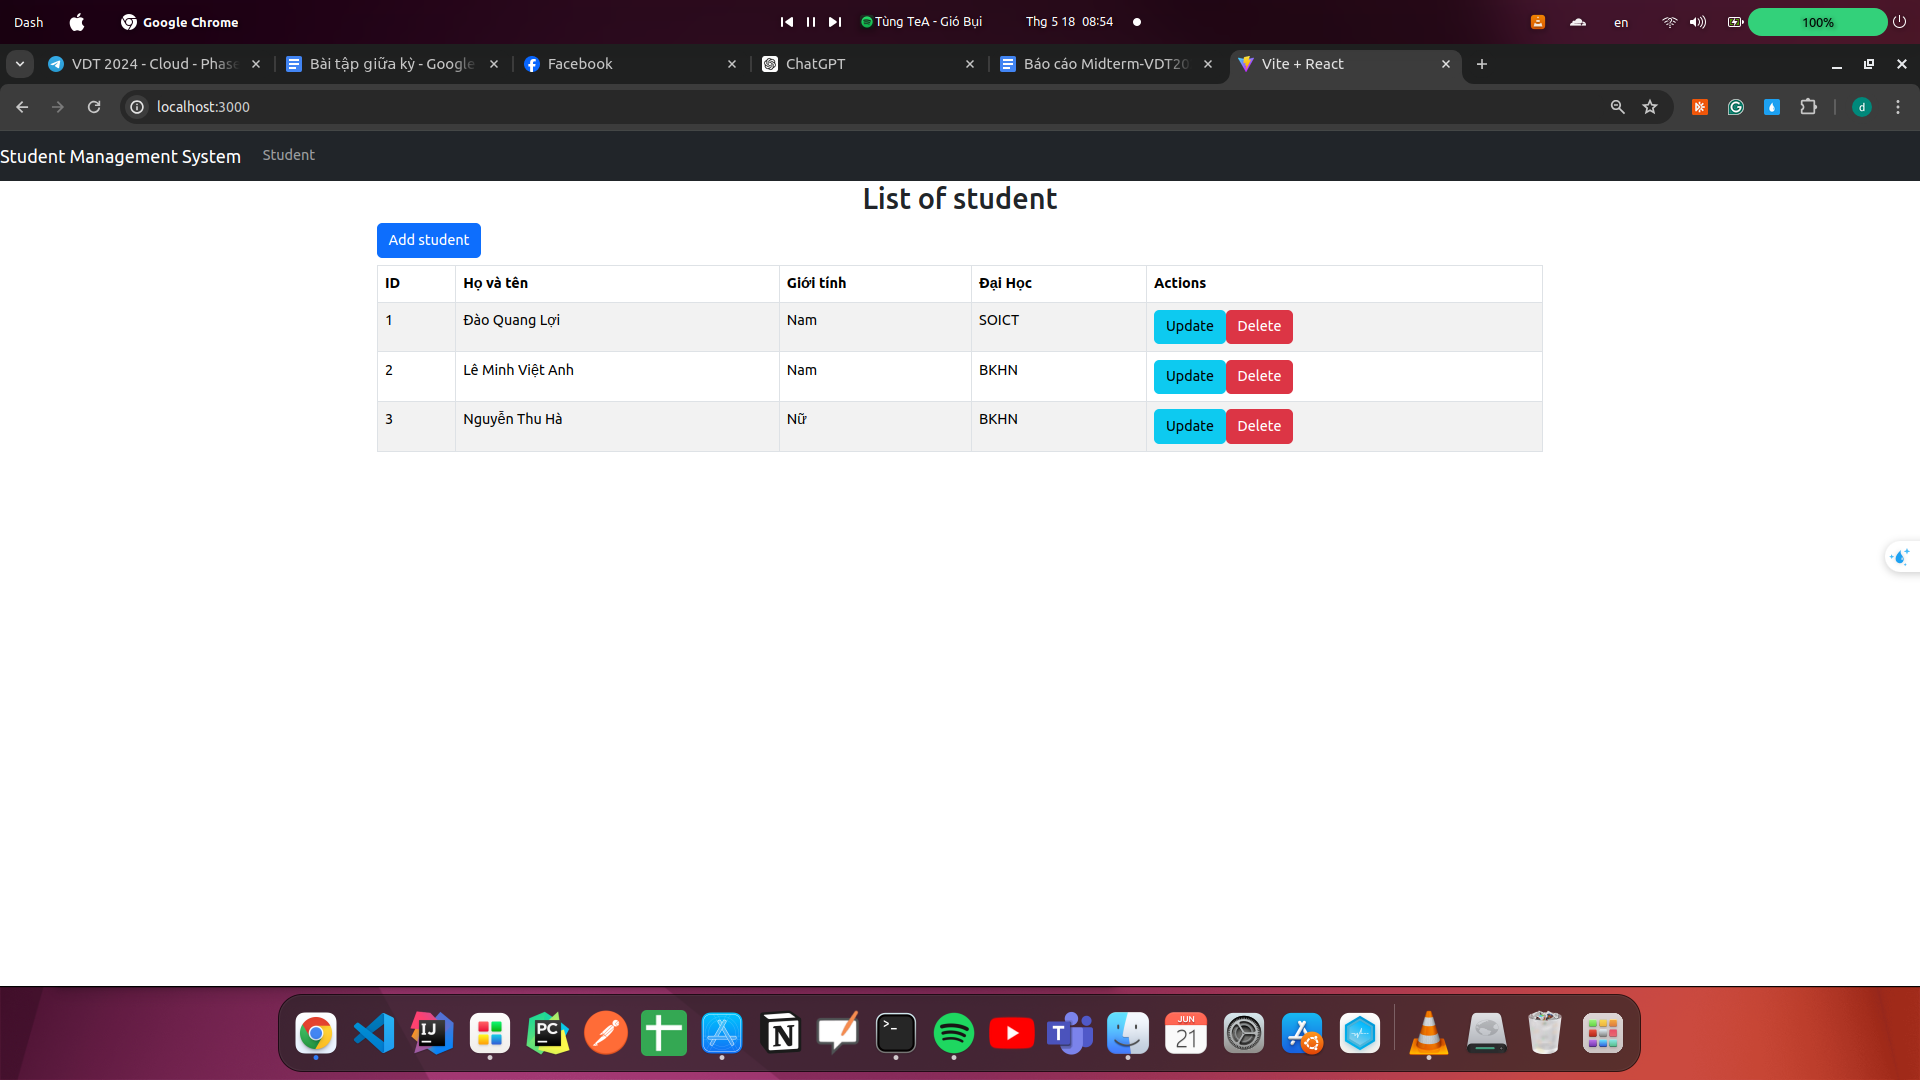 Dash Google Chrome Tùng TeA - Gió Bụi Thg 5 18 08:54 en 100%
VDT 2024 - Cloud - Phase Bài tập giữa kỳ - Google Facebook ChatGPT Báo cáo Midterm-VDT20 Vite + React
localhost:3000 d
Student Management System Student
List of student
Add student
ID Họ và tên Giới tính Đại Học Actions
1 Đào Quang Lợi Nam SOICT Update Delete
2 Lê Minh Việt Anh Nam BKHN Update Delete
3 Nguyễn Thu Hà Nữ BKHN Update Delete
IJ PC >_ N T JUN 21